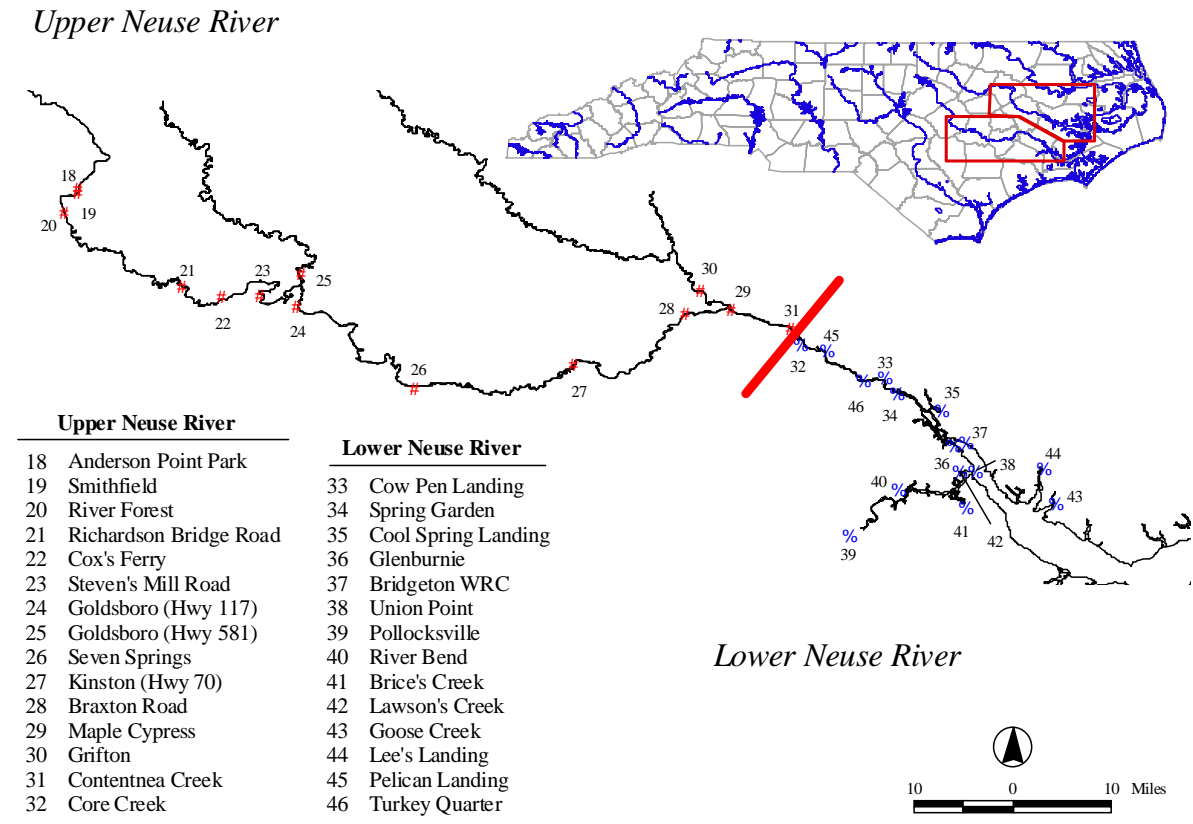 Upper Neuse River
18
19
20
21
22
23
24
25
26
27
28
29
30
31
32
45
46
33
34
35
36
37
38
39
40
41
42
43
44
Upper Neuse River
18 Anderson Point Park
19 Smithfield
20 River Forest
21 Richardson Bridge Road
22 Cox's Ferry
23 Steven's Mill Road
24 Goldsboro (Hwy 117)
25 Goldsboro (Hwy 581)
26 Seven Springs
27 Kinston (Hwy 70)
28 Braxton Road
29 Maple Cypress
30 Grifton
31 Contentnea Creek
32 Core Creek
Lower Neuse River
33 Cow Pen Landing
34 Spring Garden
35 Cool Spring Landing
36 Glenburnie
37 Bridgeton WRC
38 Union Point
39 Pollocksville
40 River Bend
41 Brice's Creek
42 Lawson's Creek
43 Goose Creek
44 Lee's Landing
45 Pelican Landing
46 Turkey Quarter
Lower Neuse River
10 0 10 Miles